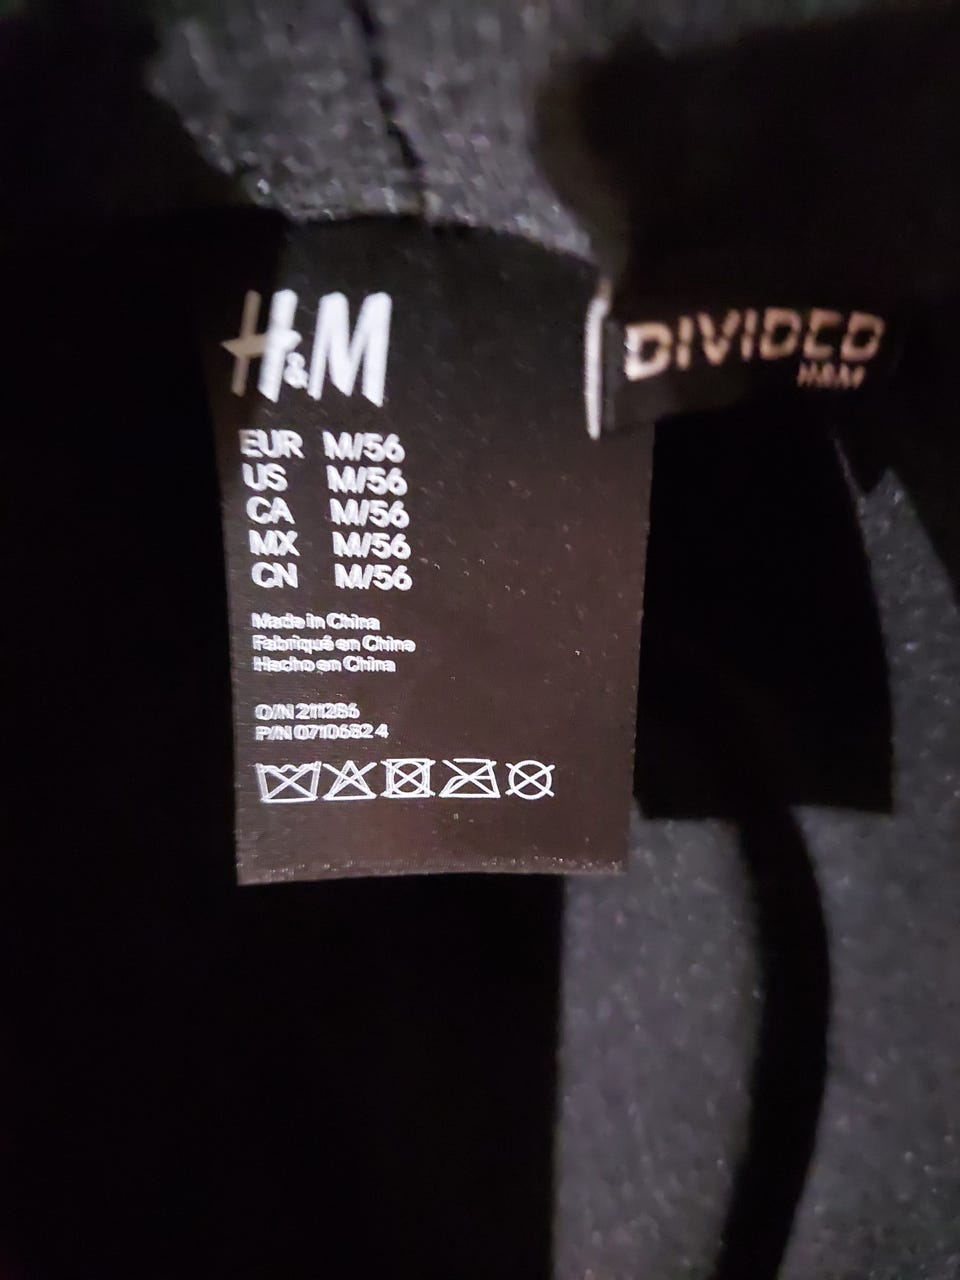 H&M
EUR M/56
US M/56
CA M/56
MX M/56
CN M/56
Made in China
Fabriqué en Chine
Hecho en China
O/N 211286
P/N 0710682 4
DIVIDED
H&M